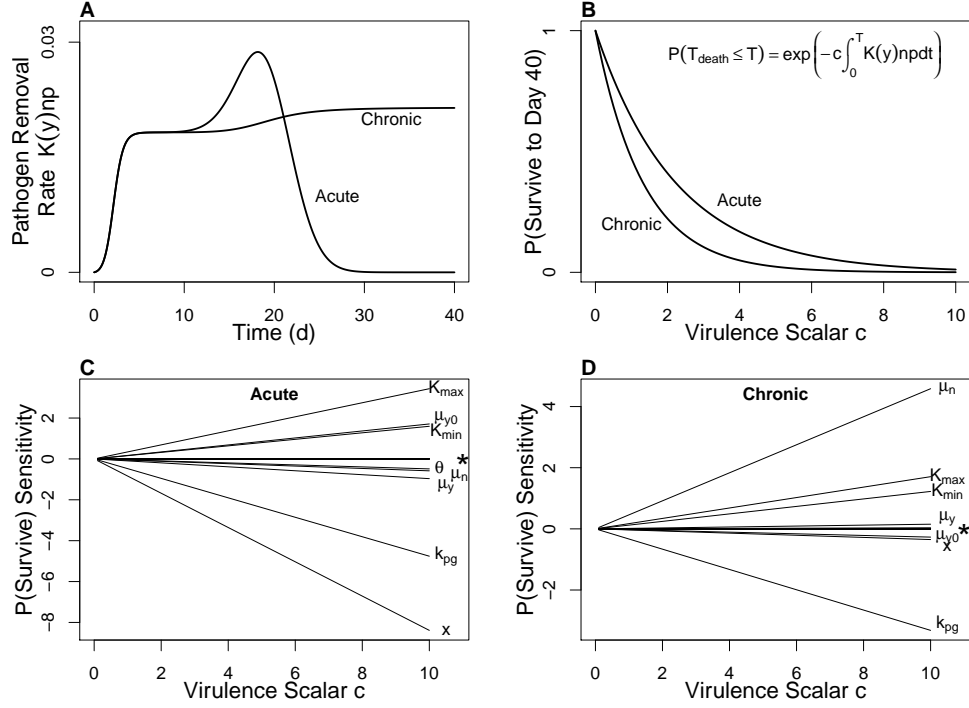 A
Pathogen Removal
Rate K(y)np
0.03
0
Chronic
Acute
0 10 20 30 40
Time (d)
B
P(Survive to Day 40)
1
0
P(T_death ≤ T) = exp(−c∫_0^T K(y)npdt)
Acute
Chronic
0 2 4 6 8 10
Virulence Scalar c
C
Acute
P(Survive) Sensitivity
2
0
−2
−4
−6
−8
K_max
μ_y0
K_min
*
θ μ_n
μ_y
k_pg
x
0 2 4 6 8 10
Virulence Scalar c
D
Chronic
P(Survive) Sensitivity
4
2
0
−2
μ_n
K_max
K_min
μ_y
μ_y0 *
x
k_pg
0 2 4 6 8 10
Virulence Scalar c